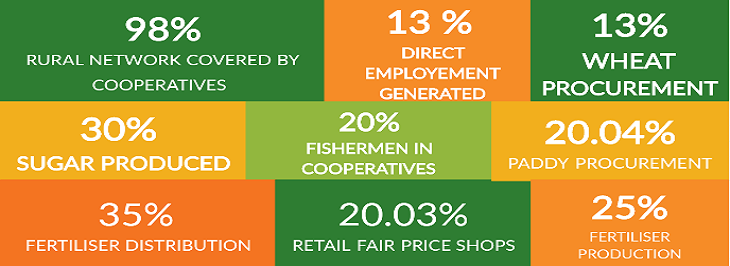 98%
RURAL NETWORK COVERED BY
COOPERATIVES
13 %
DIRECT
EMPLOYEMENT
GENERATED
13%
WHEAT
PROCUREMENT
30%
SUGAR PRODUCED
20%
FISHERMEN IN
COOPERATIVES
20.04%
PADDY PROCUREMENT
35%
FERTILISER DISTRIBUTION
20.03%
RETAIL FAIR PRICE SHOPS
25%
FERTILISER
PRODUCTION